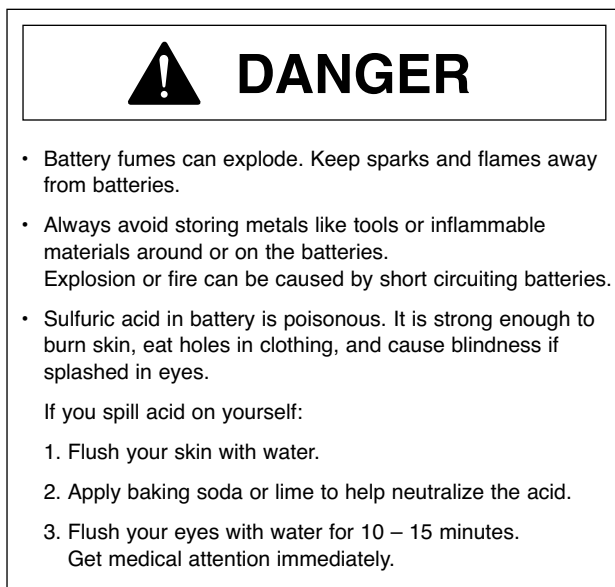 DANGER
• Battery fumes can explode. Keep sparks and flames away
from batteries.
• Always avoid storing metals like tools or inflammable
materials around or on the batteries.
Explosion or fire can be caused by short circuiting batteries.
• Sulfuric acid in battery is poisonous. It is strong enough to
burn skin, eat holes in clothing, and cause blindness if
splashed in eyes.
If you spill acid on yourself:
1. Flush your skin with water.
2. Apply baking soda or lime to help neutralize the acid.
3. Flush your eyes with water for 10 – 15 minutes.
Get medical attention immediately.